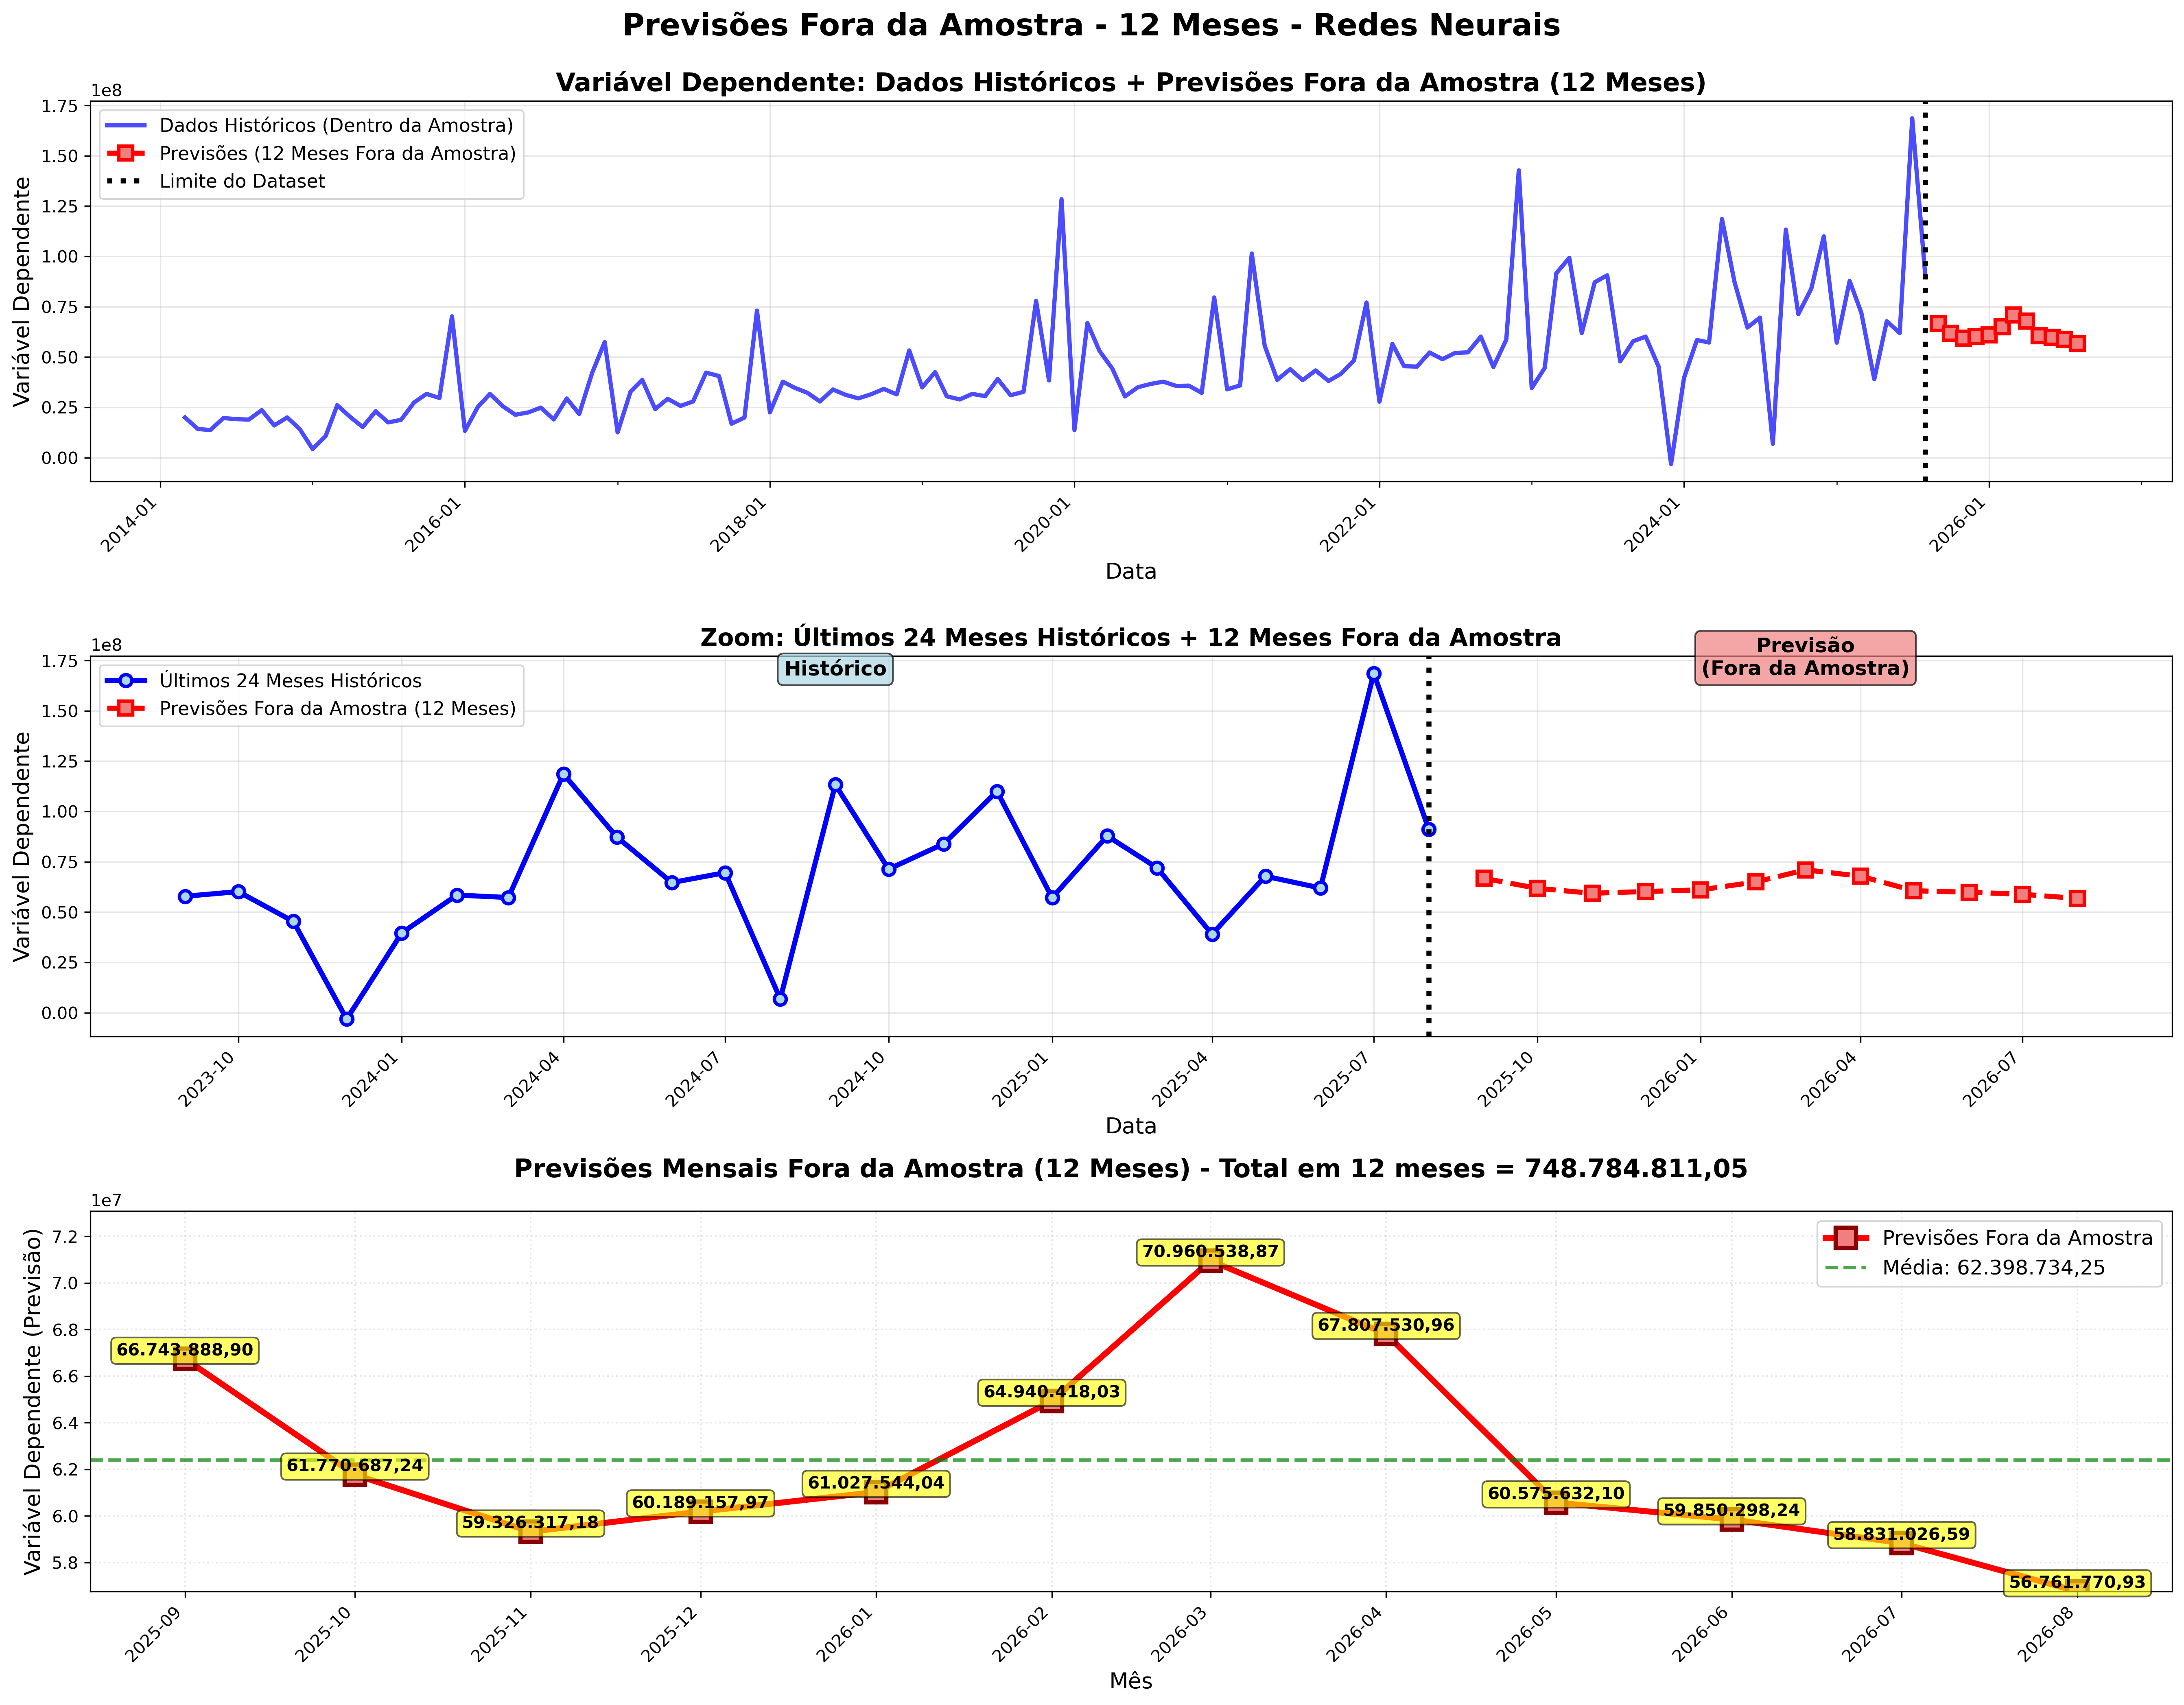 Previsões Fora da Amostra - 12 Meses - Redes Neurais
Variável Dependente: Dados Históricos + Previsões Fora da Amostra (12 Meses)
1e8
1.75
1.50
1.25
1.00
0.75
0.50
0.25
0.00
Variável Dependente
Dados Históricos (Dentro da Amostra)
Previsões (12 Meses Fora da Amostra)
Limite do Dataset
2014-01
2016-01
2018-01
2020-01
2022-01
2024-01
2026-01
Data
Zoom: Últimos 24 Meses Históricos + 12 Meses Fora da Amostra
1e8
1.75
1.50
1.25
1.00
0.75
0.50
0.25
0.00
Variável Dependente
Últimos 24 Meses Históricos
Previsões Fora da Amostra (12 Meses)
Histórico
Previsão
(Fora da Amostra)
2023-10
2024-01
2024-04
2024-07
2024-10
2025-01
2025-04
2025-07
2025-10
2026-01
2026-04
2026-07
Data
Previsões Mensais Fora da Amostra (12 Meses) - Total em 12 meses = 748.784.811,05
1e7
7.2
7.0
6.8
6.6
6.4
6.2
6.0
5.8
Variável Dependente (Previsão)
Previsões Fora da Amostra
Média: 62.398.734,25
66.743.888,90
61.770.687,24
59.326.317,18
60.189.157,97
61.027.544,04
64.940.418,03
70.960.538,87
67.807.530,96
60.575.632,10
59.850.298,24
58.831.026,59
56.761.770,93
2025-09
2025-10
2025-11
2025-12
2026-01
2026-02
2026-03
2026-04
2026-05
2026-06
2026-07
2026-08
Mês